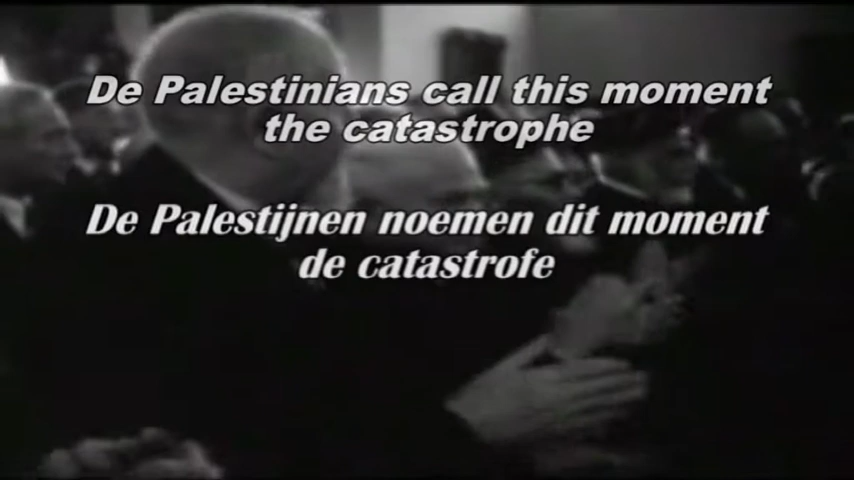 De Palestinians call this moment
the catastrophe
De Palestijnen noemen dit moment
de catastrofe